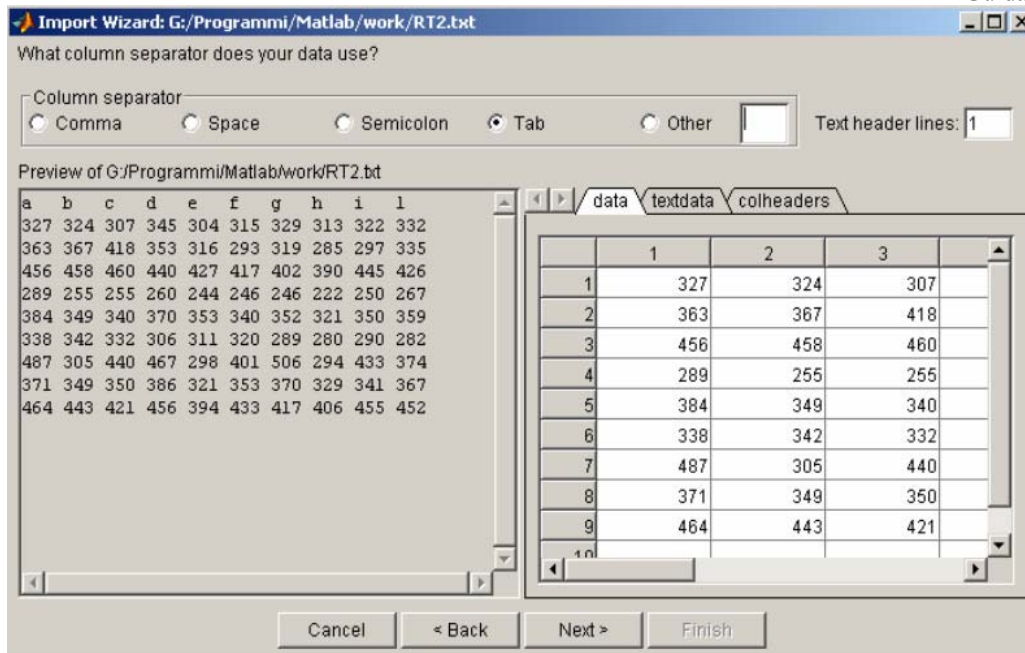 Import Wizard: G:/Programmi/Matlab/work/RT2.txt
What column separator does your data use?
Column separator
Comma Space Semicolon Tab Other Text header lines: 1
Preview of G:/Programmi/Matlab/work/RT2.txt
a b c d e f g h i l
327 324 307 345 304 315 329 313 322 332
363 367 418 353 316 293 319 285 297 335
456 458 460 440 427 417 402 390 445 426
289 255 255 260 244 246 246 222 250 267
384 349 340 370 353 340 352 321 350 359
338 342 332 306 311 320 289 280 290 282
487 305 440 467 298 401 506 294 433 374
371 349 350 386 321 353 370 329 341 367
464 443 421 456 394 433 417 406 455 452
data textdata colheaders
1 2 3
1 327 324 307
2 363 367 418
3 456 458 460
4 289 255 255
5 384 349 340
6 338 342 332
7 487 305 440
8 371 349 350
9 464 443 421
10
Cancel < Back Next > Finish